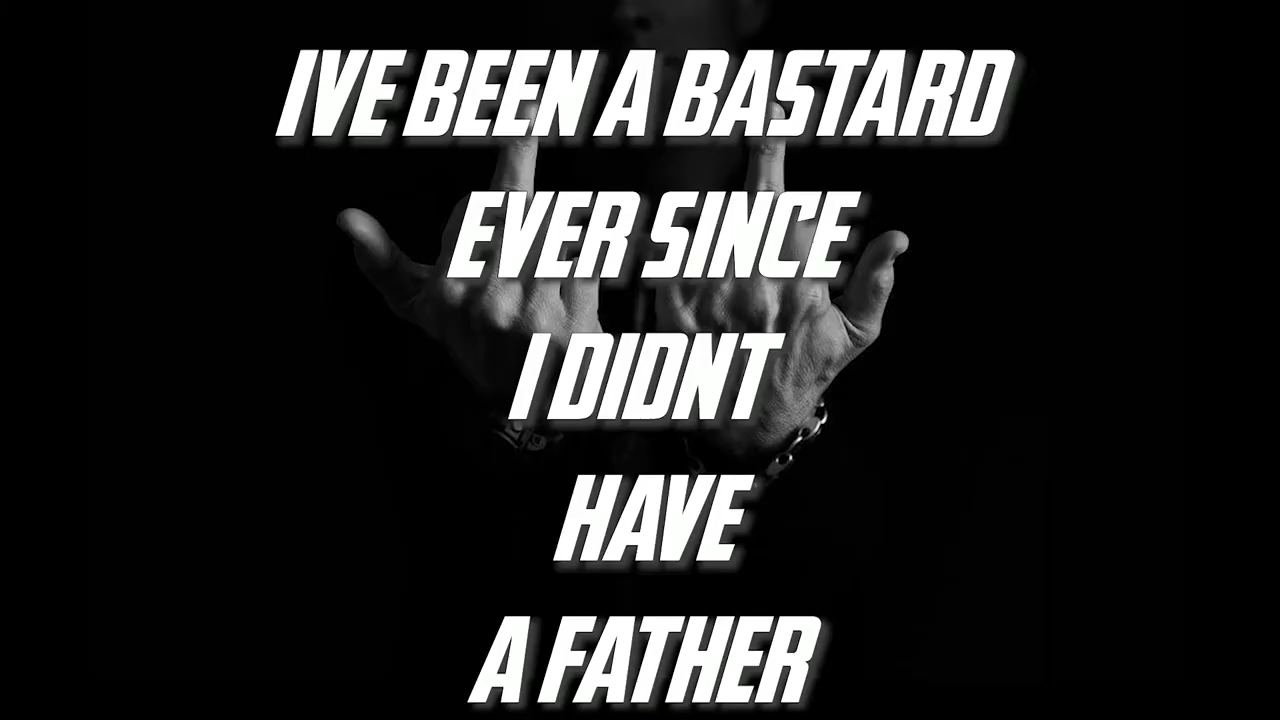 IVE BEEN A BASTARD
EVER SINCE
I DIDNT
HAVE
A FATHER